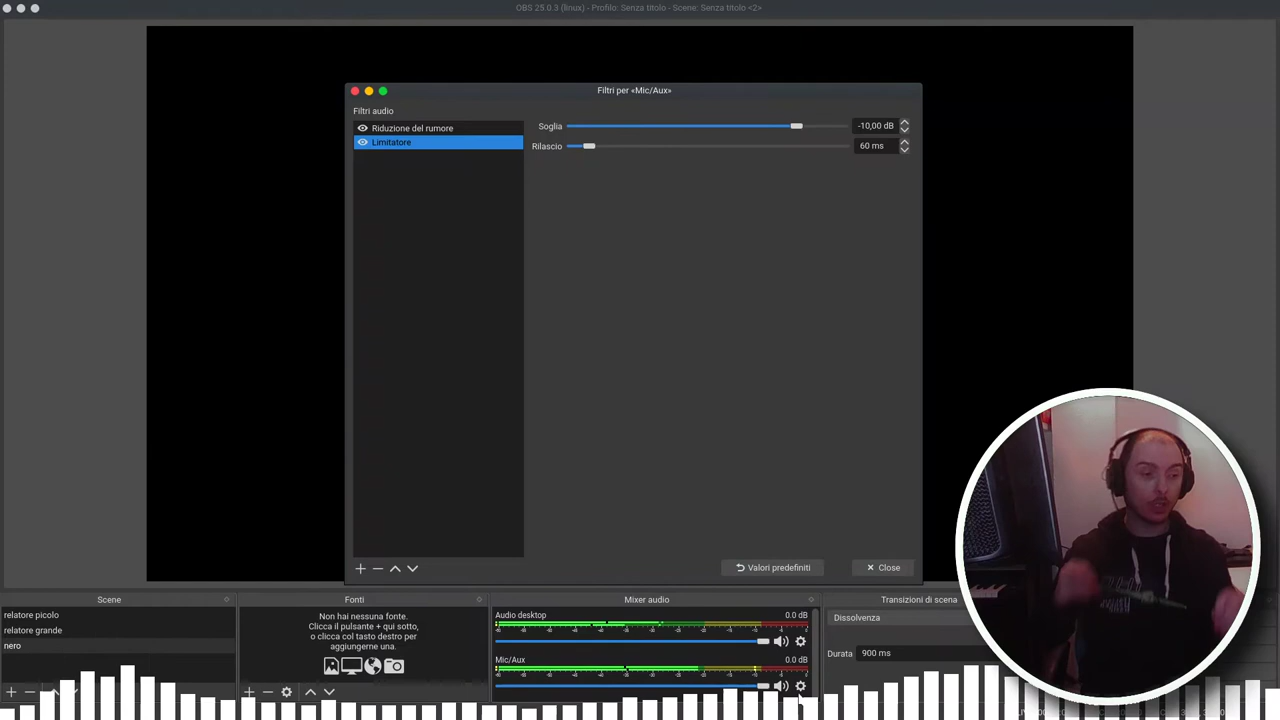 OBS 25.0.3 (linux) - Profilo: Senza titolo - Scene: Senza titolo <2>
Filtri per «Mic/Aux»
Filtri audio
Riduzione del rumore
Limitatore
Soglia
-10,00 dB
Rilascio
60 ms
Valori predefiniti
Close
Scene
relatore picolo
relatore grande
nero
Fonti
Non hai nessuna fonte.
Clicca il pulsante + qui sotto,
o clicca col tasto destro per
aggiungerne una.
Mixer audio
Audio desktop
0.0 dB
Mic/Aux
0.0 dB
Transizioni di scena
Dissolvenza
Durata
900 ms